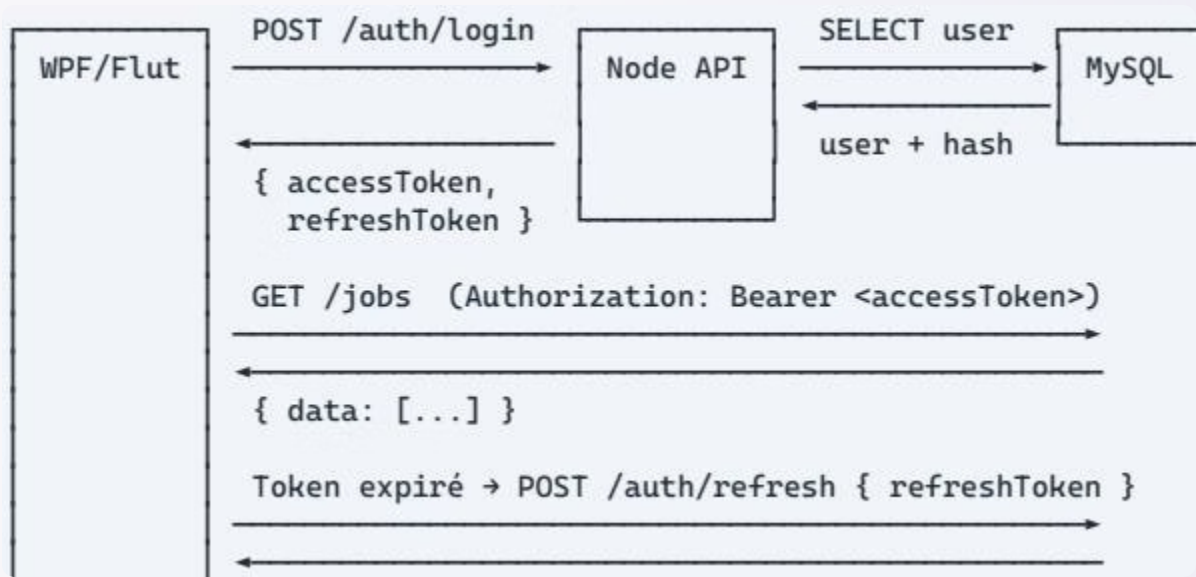 POST /auth/login
SELECT user
WPF/Flut
Node API
MySQL
user + hash
{ accessToken,
refreshToken }
GET /jobs (Authorization: Bearer <accessToken>)
{ data: [...] }
Token expiré → POST /auth/refresh { refreshToken }